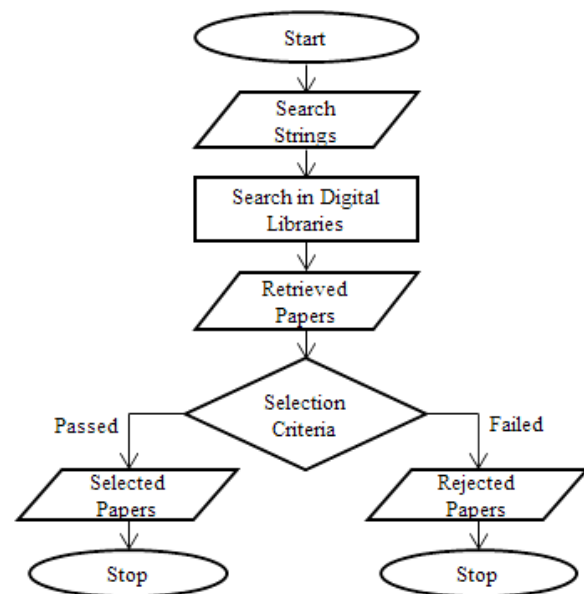 Start
Search
Strings
Search in Digital
Libraries
Retrieved
Papers
Selection
Criteria
Passed
Failed
Selected
Papers
Rejected
Papers
Stop
Stop